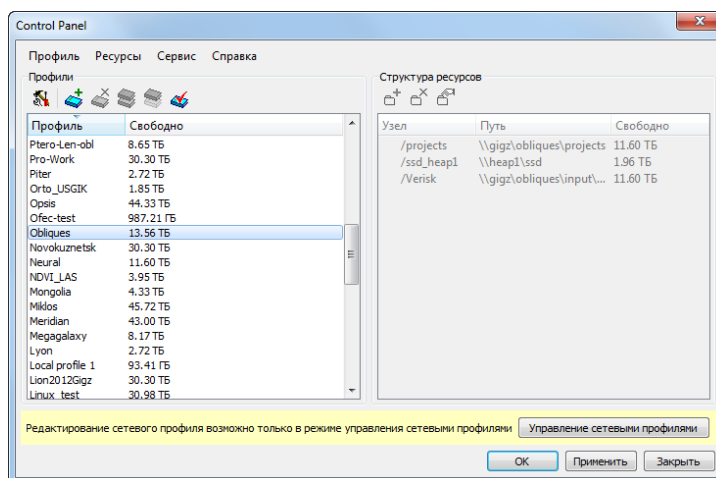 Control Panel
Профиль Ресурсы Сервис Справка
Профили
Профиль Свободно
Ptero-Len-obl 8.65 ТБ
Pro-Work 30.30 ТБ
Piter 2.72 ТБ
Orto_USGIK 1.85 ТБ
Opsis 44.33 ТБ
Ofec-test 987.21 ГБ
Obliques 13.56 ТБ
Novokuznetsk 30.30 ТБ
Neural 11.60 ТБ
NDVI_LAS 3.95 ТБ
Mongolia 4.33 ТБ
Miklos 45.72 ТБ
Meridian 43.00 ТБ
Megagalaxy 8.17 ТБ
Lyon 2.72 ТБ
Local profile 1 93.41 ГБ
Lion2012Gigz 30.30 ТБ
Linux_test 30.98 ТБ
Структура ресурсов
Узел Путь Свободно
/projects \\gigz\obliques\projects 11.60 ТБ
/ssd_heap1 \\heap1\ssd 1.96 ТБ
/Verisk \\gigz\obliques\input\... 11.60 ТБ
Редактирование сетевого профиля возможно только в режиме управления сетевыми профилями Управление сетевыми профилями
OK Применить Закрыть